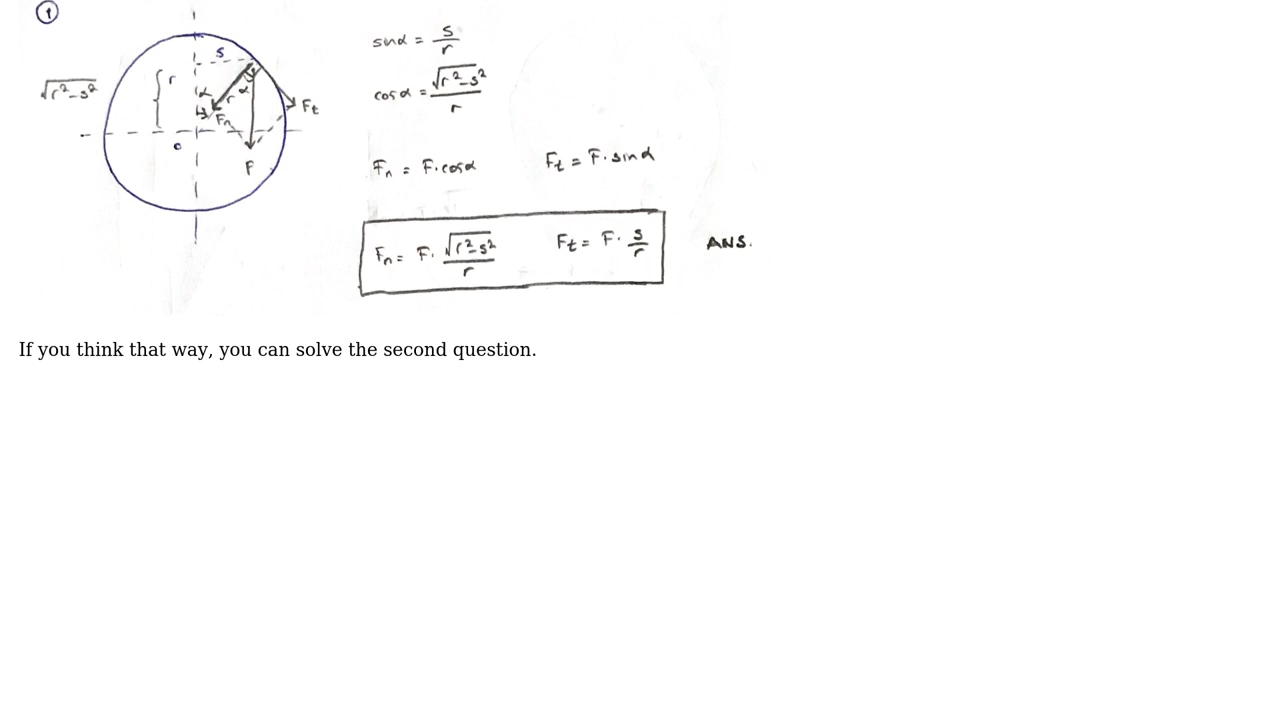 1
sinα = s/r
√r²-s²
cosα = √r²-s²/r
s
r
α
r
α
Fn
Ft
o
F
Fn = F.cosα Ft = F.sinα
Fn = F. √r²-s²/r Ft = F. s/r ANS.
If you think that way, you can solve the second question.